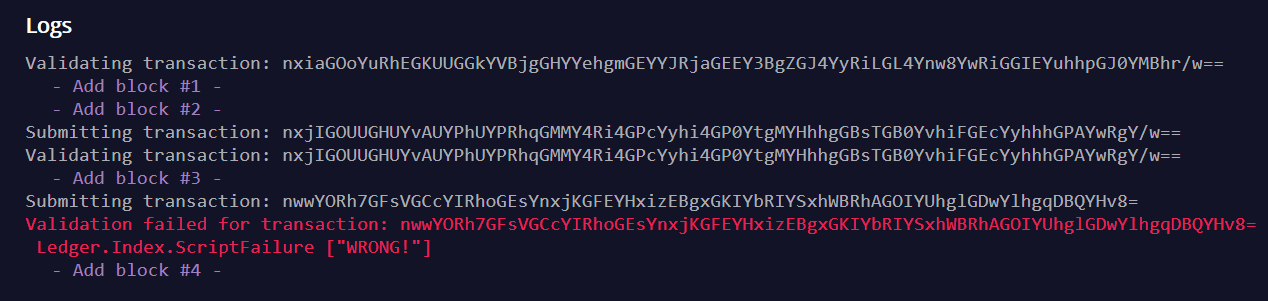 Logs
Validating transaction: nxiaGOoYuRhEGKUUGGkYVBjgGHYYehgmGEYYJRjaGEEY3BgZGJ4YyRiLGL4Ynw8YwRiGGIEYuhhpGJ0YMBhr/w==
- Add block #1 -
- Add block #2 -
Submitting transaction: nxjIGOUUGHUYvAUYPhUYPRhqGMMY4Ri4GPcYyhi4GP0YtgMYHhhgGBsTGB0YvhiFGEcYyhhhGPAYwRgY/w==
Validating transaction: nxjIGOUUGHUYvAUYPhUYPRhqGMMY4Ri4GPcYyhi4GP0YtgMYHhhgGBsTGB0YvhiFGEcYyhhhGPAYwRgY/w==
- Add block #3 -
Submitting transaction: nwwYORh7GFsVGCcYIRhoGEsYnxjKGFEYHxizEBgxGKIYbRIYSxhWBRhAGOIYUhglGDwYlhgqDBQYHv8=
Validation failed for transaction: nwwYORh7GFsVGCcYIRhoGEsYnxjKGFEYHxizEBgxGKIYbRIYSxhWBRhAGOIYUhglGDwYlhgqDBQYHv8=
Ledger.Index.ScriptFailure ["WRONG!"]
- Add block #4 -